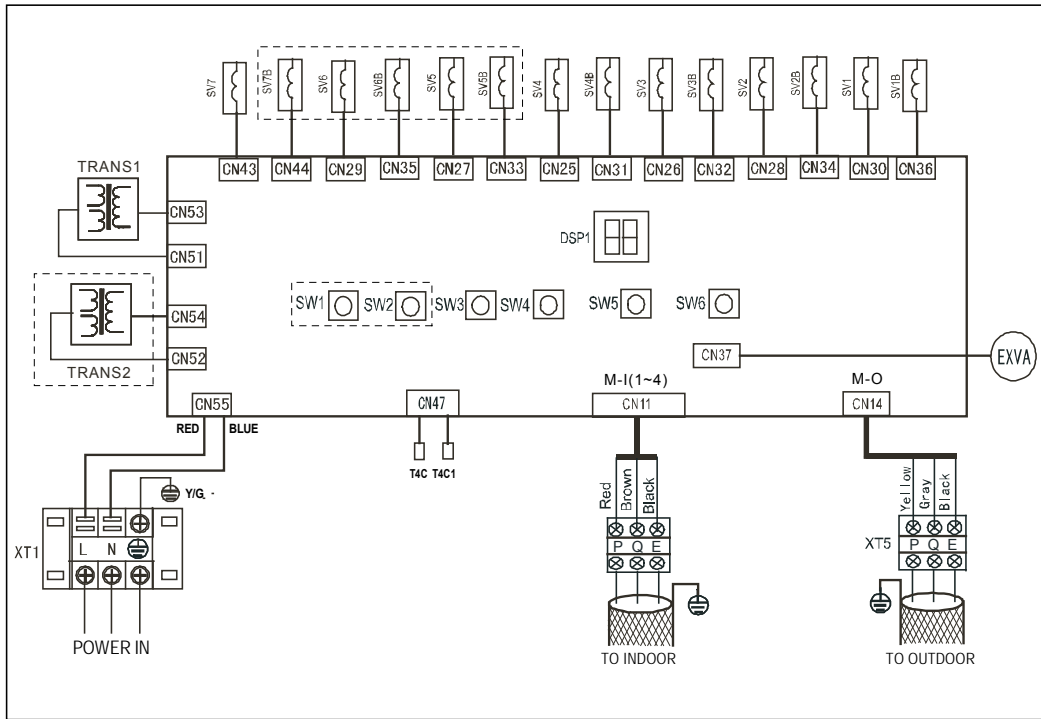 SV7 SV7B SV6 SV6B SV5 SV5B SV4 SV4B SV3 SV3B SV2 SV2B SV1 SV1B
CN43 CN44 CN29 CN35 CN27 CN33 CN25 CN31 CN26 CN32 CN28 CN34 CN30 CN36
TRANS1
CN53
CN51
DSP1
CN54
CN52
TRANS2
SW1 SW2 SW3 SW4 SW5 SW6
CN37 EXVA
M-I(1~4) M-O
CN55 CN47 CN11 CN14
RED BLUE
T4C T4C1
Y/G
Red Brown Black
Yellow Gray Black
XT1 L N
P Q E
XT5 P Q E
POWER IN
TO INDOOR
TO OUTDOOR